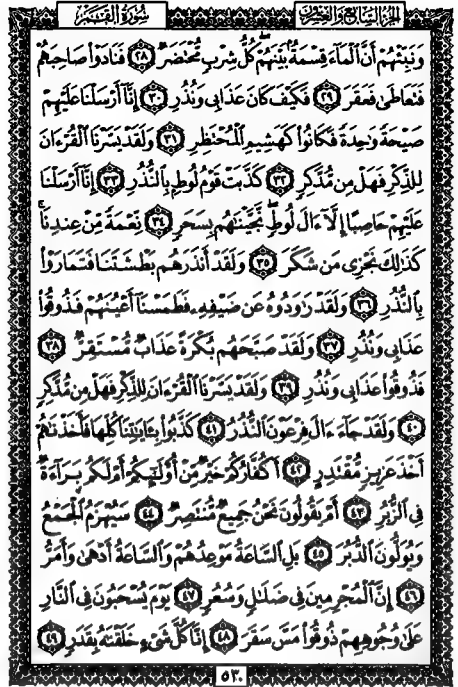 سُورَةُ القَمَر الجزء السابع والعشرون
وَنَبِّئْهُمْ أَنَّ ٱلْمَآءَ قِسْمَةٌۢ بَيْنَهُمْ ۖ كُلُّ شِرْبٍ مُّحْتَضَرٌ ٢٨ فَنَادَوْا۟ صَاحِبَهُمْ
فَتَعَاطَىٰ فَعَقَرَ ٢٩ فَكَيْفَ كَانَ عَذَابِى وَنُذُرِ ٣٠ إِنَّآ أَرْسَلْنَا عَلَيْهِمْ
صَيْحَةً وَٰحِدَةً فَكَانُوا۟ كَهَشِيمِ ٱلْمُحْتَظِرِ ٣١ وَلَقَدْ يَسَّرْنَا ٱلْقُرْءَانَ
لِلذِّكْرِ فَهَلْ مِن مُّدَّكِرٍ ٣٢ كَذَّبَتْ قَوْمُ لُوطٍۭ بِٱلنُّذُرِ ٣٣ إِنَّآ أَرْسَلْنَا
عَلَيْهِمْ حَاصِبًا إِلَّآ ءَالَ لُوطٍ ۖ نَّجَّيْنَٰهُم بِسَحَرٍ ٣٤ نِّعْمَةً مِّنْ عِندِنَا ۚ
كَذَٰلِكَ نَجْزِى مَن شَكَرَ ٣٥ وَلَقَدْ أَنذَرَهُم بَطْشَتَنَا فَتَمَارَوْا۟
بِٱلنُّذُرِ ٣٦ وَلَقَدْ رَٰوَدُوهُ عَن ضَيْفِهِۦ فَطَمَسْنَآ أَعْيُنَهُمْ فَذُوقُوا۟
عَذَابِى وَنُذُرِ ٣٧ وَلَقَدْ صَبَّحَهُم بُكْرَةً عَذَابٌ مُّسْتَقِرٌّ ٣٨
فَذُوقُوا۟ عَذَابِى وَنُذُرِ ٣٩ وَلَقَدْ يَسَّرْنَا ٱلْقُرْءَانَ لِلذِّكْرِ فَهَلْ مِن مُّدَّكِرٍ
٤٠ وَلَقَدْ جَآءَ ءَالَ فِرْعَوْنَ ٱلنُّذُرُ ٤١ كَذَّبُوا۟ بِـَٔايَٰتِنَا كُلِّهَا فَأَخَذْنَٰهُمْ
أَخْذَ عَزِيزٍ مُّقْتَدِرٍ ٤٢ أَكُفَّارُكُمْ خَيْرٌ مِّنْ أُو۟لَٰٓئِكُمْ أَمْ لَكُم بَرَآءَةٌ
فِى ٱلزُّبُرِ ٤٣ أَمْ يَقُولُونَ نَحْنُ جَمِيعٌ مُّنتَصِرٌ ٤٤ سَيُهْزَمُ ٱلْجَمْعُ
وَيُوَلُّونَ ٱلدُّبُرَ ٤٥ بَلِ ٱلسَّاعَةُ مَوْعِدُهُمْ وَٱلسَّاعَةُ أَدْهَىٰ وَأَمَرُّ
٤٦ إِنَّ ٱلْمُجْرِمِينَ فِى ضَلَٰلٍ وَسُعُرٍ ٤٧ يَوْمَ يُسْحَبُونَ فِى ٱلنَّارِ
عَلَىٰ وُجُوهِهِمْ ذُوقُوا۟ مَسَّ سَقَرَ ٤٨ إِنَّا كُلَّ شَىْءٍ خَلَقْنَٰهُ بِقَدَرٍ ٤٩
٥٣٠